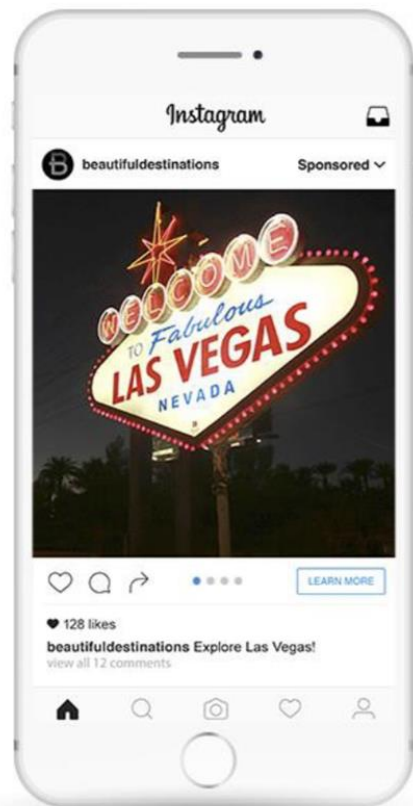 Instagram
B beautifuldestinations Sponsored
WELCOME
TO Fabulous
LAS VEGAS
NEVADA
LEARN MORE
128 likes
beautifuldestinations Explore Las Vegas!
view all 12 comments